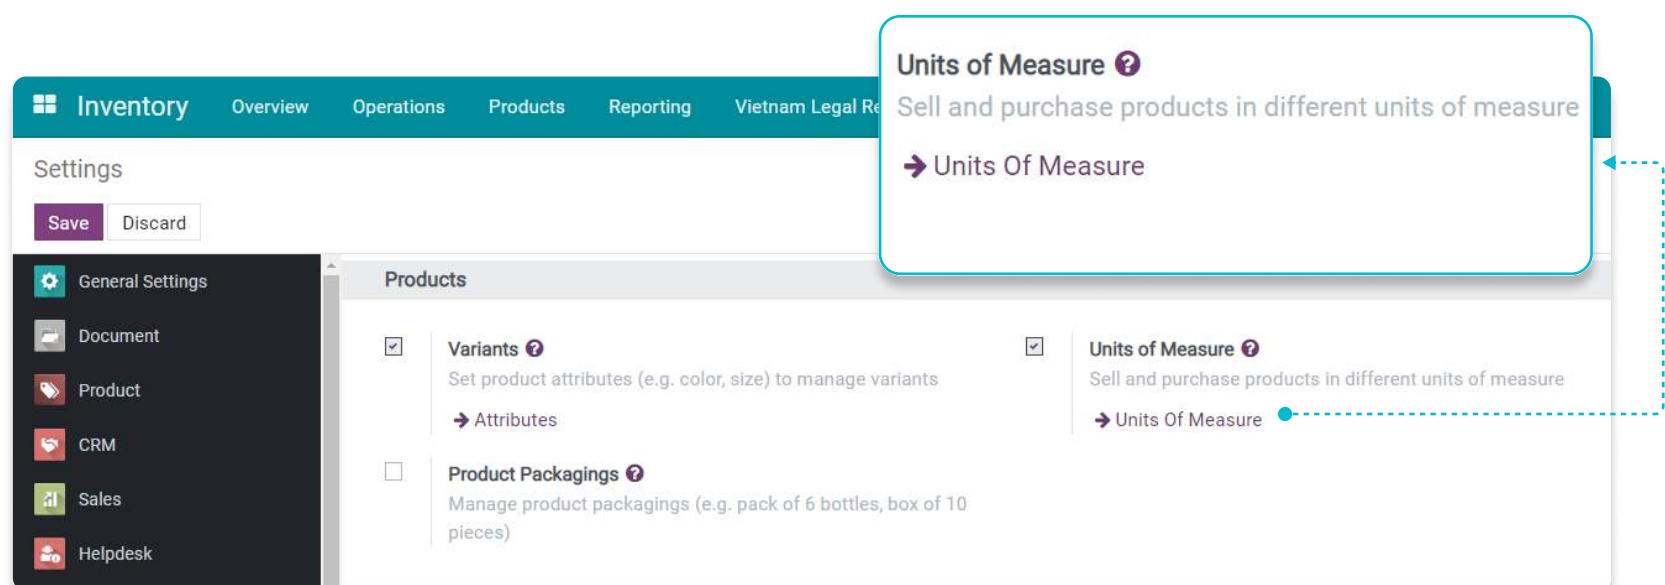 Units of Measure
Sell and purchase products in different units of measure
Units Of Measure
Inventory Overview Operations Products Reporting Vietnam Legal
Settings
Save Discard
General Settings
Document
Product
CRM
Sales
Helpdesk
Products
Variants
Set product attributes (e.g. color, size) to manage variants
Attributes
Units of Measure
Sell and purchase products in different units of measure
Units Of Measure
Product Packagings
Manage product packagings (e.g. pack of 6 bottles, box of 10
pieces)